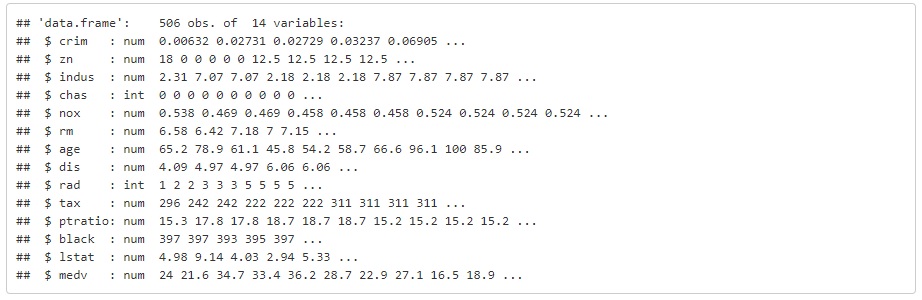 ## 'data.frame':    506 obs. of  14 variables:
##  $ crim   : num  0.00632 0.02731 0.02729 0.03237 0.06905 ...
##  $ zn     : num  18 0 0 0 0 0 12.5 12.5 12.5 12.5 ...
##  $ indus  : num  2.31 7.07 7.07 2.18 2.18 2.18 7.87 7.87 7.87 7.87 ...
##  $ chas   : int  0 0 0 0 0 0 0 0 0 0 ...
##  $ nox    : num  0.538 0.469 0.469 0.458 0.458 0.458 0.524 0.524 0.524 0.524 ...
##  $ rm     : num  6.58 6.42 7.18 7 7.15 ...
##  $ age    : num  65.2 78.9 61.1 45.8 54.2 58.7 66.6 96.1 100 85.9 ...
##  $ dis    : num  4.09 4.97 4.97 6.06 6.06 ...
##  $ rad    : int  1 2 2 3 3 3 5 5 5 5 ...
##  $ tax    : num  296 242 242 222 222 222 311 311 311 311 ...
##  $ ptratio: num  15.3 17.8 17.8 18.7 18.7 18.7 15.2 15.2 15.2 15.2 ...
##  $ black  : num  397 397 393 395 397 ...
##  $ lstat  : num  4.98 9.14 4.03 2.94 5.33 ...
##  $ medv   : num  24 21.6 34.7 33.4 36.2 28.7 22.9 27.1 16.5 18.9 ...